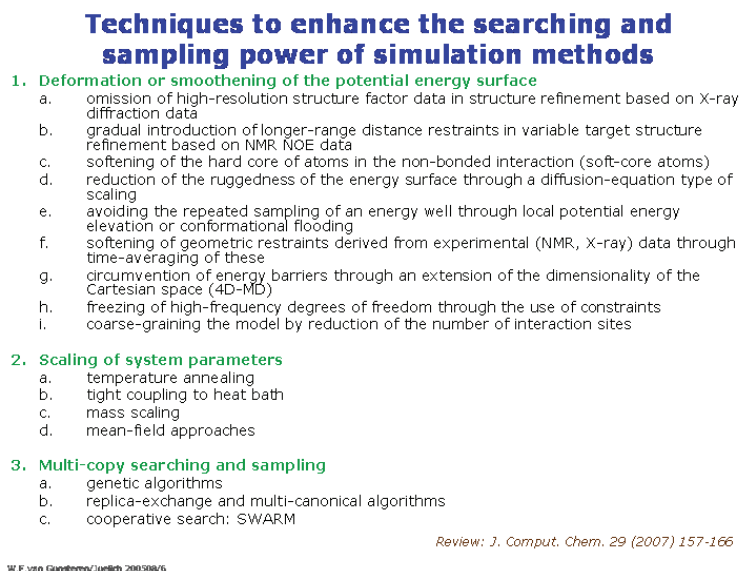 Techniques to enhance the searching and
sampling power of simulation methods
1. Deformation or smoothening of the potential energy surface
a. omission of high-resolution structure factor data in structure refinement based on X-ray
diffraction data
b. gradual introduction of longer-range distance restraints in variable target structure
refinement based on NMR NOE data
c. softening of the hard core of atoms in the non-bonded interaction (soft-core atoms)
d. reduction of the ruggedness of the energy surface through a diffusion-equation type of
scaling
e. avoiding the repeated sampling of an energy well through local potential energy
elevation or conformational flooding
f. softening of geometric restraints derived from experimental (NMR, X-ray) data through
time-averaging of these
g. circumvention of energy barriers through an extension of the dimensionality of the
Cartesian space (4D-MD)
h. freezing of high-frequency degrees of freedom through the use of constraints
i. coarse-graining the model by reduction of the number of interaction sites
2. Scaling of system parameters
a. temperature annealing
b. tight coupling to heat bath
c. mass scaling
d. mean-field approaches
3. Multi-copy searching and sampling
a. genetic algorithms
b. replica-exchange and multi-canonical algorithms
c. cooperative search: SWARM
Review: J. Comput. Chem. 29 (2007) 157-166
W.F. van Gunsteren/Juelich 200508/6